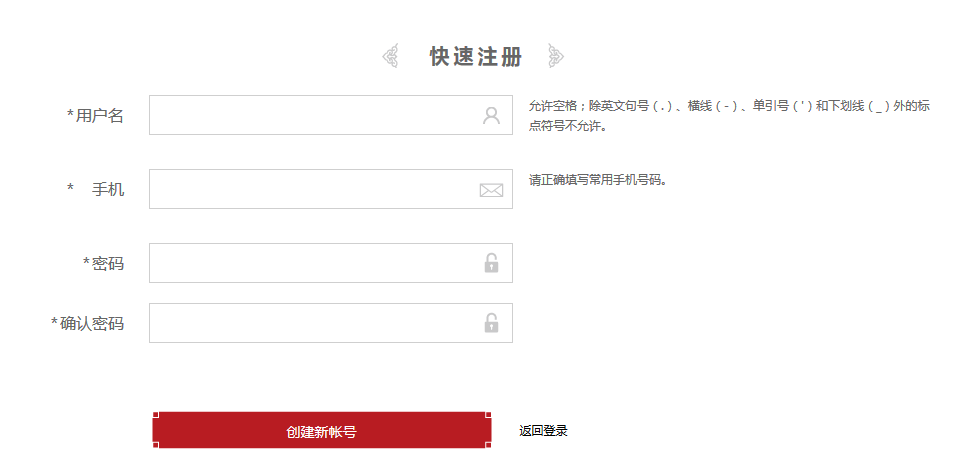 快速注册
*用户名
允许空格；除英文句号 (.) 、横线 (-) 、单引号 (') 和下划线 (_) 外的标
点符号不允许。
* 手机
请正确填写常用手机号码。
*密码
*确认密码
创建新帐号 返回登录